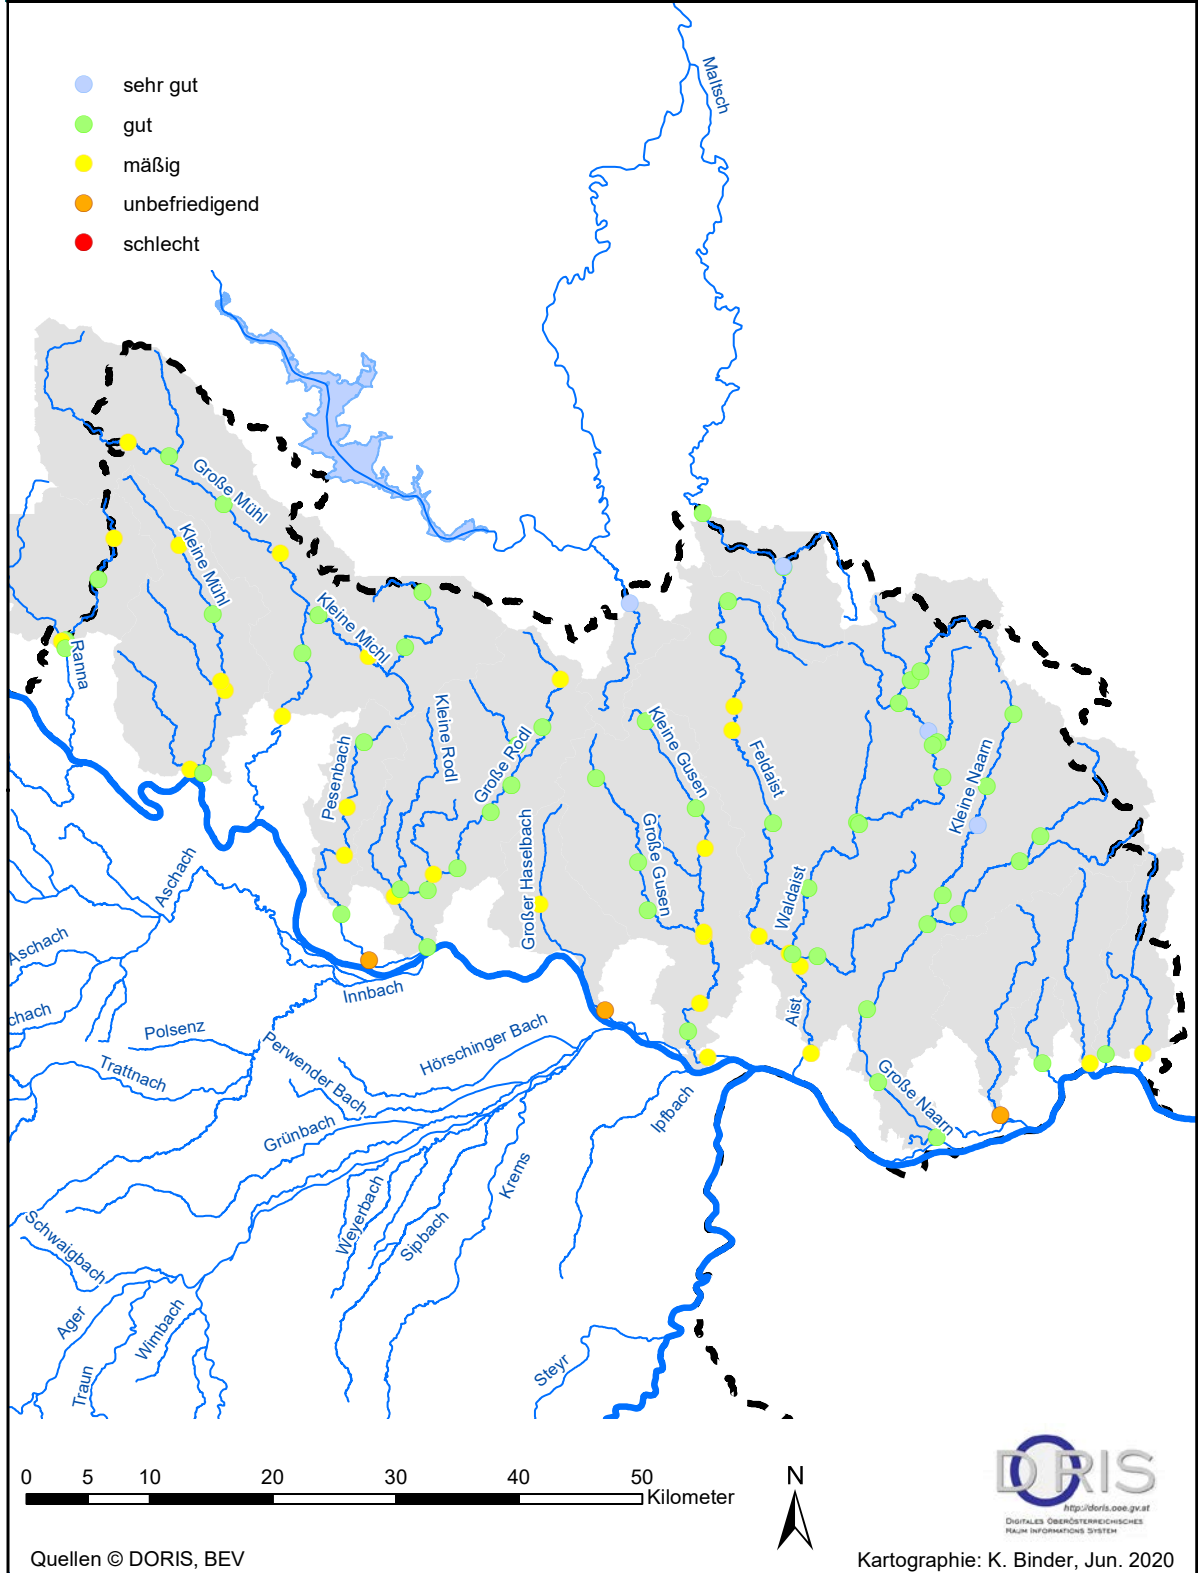 sehr gut
gut
mäßig
unbefriedigend
schlecht
Maltsch
Große Mühl
Kleine Mühl
Kleine Michl
Ranna
Kleine Rodl
Große Rodl
Pesenbach
Kleine Gusen
Feldaist
Kleine Naarn
Große Gusen
Großer Haselbach
Waldaist
Aschach
Aschach
chach
Innbach
Aist
Polsenz
Perwender Bach
Hörschinger Bach
Trattnach
Große Naarn
Ipfbach
Grünbach
Krems
Weyerbach
Sipbach
Schwaigbach
Ager
Wimbach
Traun
Steyr
0 5 10 20 30 40 50
Kilometer
N
DORIS
http://doris.ooe.gv.at
DIGITALES OBERÖSTERREICHISCHES
RAUM INFORMATIONS SYSTEM
Quellen © DORIS, BEV
Kartographie: K. Binder, Jun. 2020